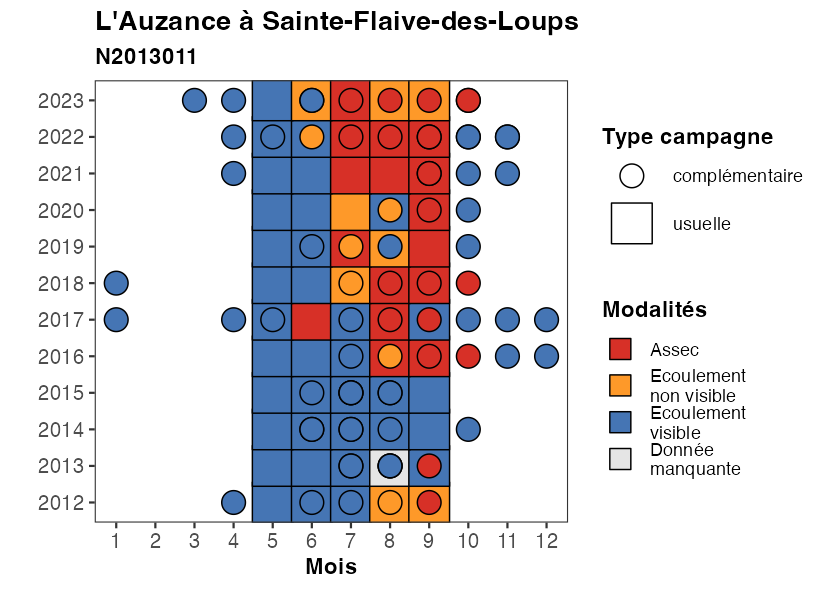 L'Auzance à Sainte-Flaive-des-Loups
N2013011
2023
2022
2021
2020
2019
2018
2017
2016
2015
2014
2013
2012
1 2 3 4 5 6 7 8 9 10 11 12
Mois
Type campagne
complémentaire
usuelle
Modalités
Assec
Ecoulement
non visible
Ecoulement
visible
Donnée
manquante